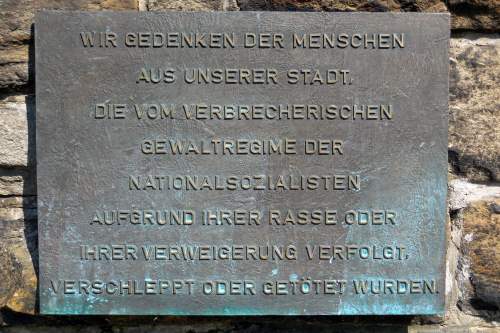 WIR GEDENKEN DER MENSCHEN
AUS UNSERER STADT,
DIE VOM VERBRECHERISCHEN
GEWALTREGIME DER
NATIONALSOZIALISTEN
AUFGRUND IHRER RASSE ODER
IHRER VERWEIGERUNG VERFOLGT,
VERSCHLEPPT ODER GETÖTET WURDEN.